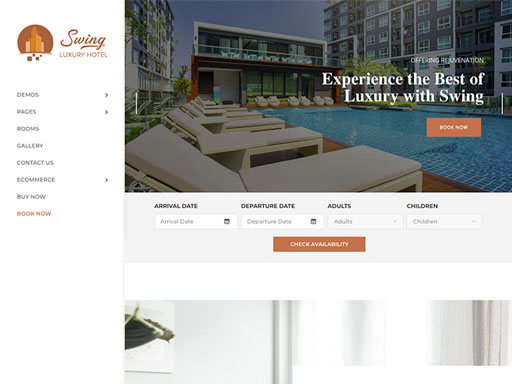 Swing
LUXURY HOTEL
DEMOS
PAGES
ROOMS
GALLERY
CONTACT US
ECOMMERCE
BUY NOW
BOOK NOW
OFFERING REJUVENATION
Experience the Best of
Luxury with Swing
BOOK NOW
ARRIVAL DATE DEPARTURE DATE ADULTS CHILDREN
Arrival Date Departure Date Adults Children
CHECK AVAILABILITY